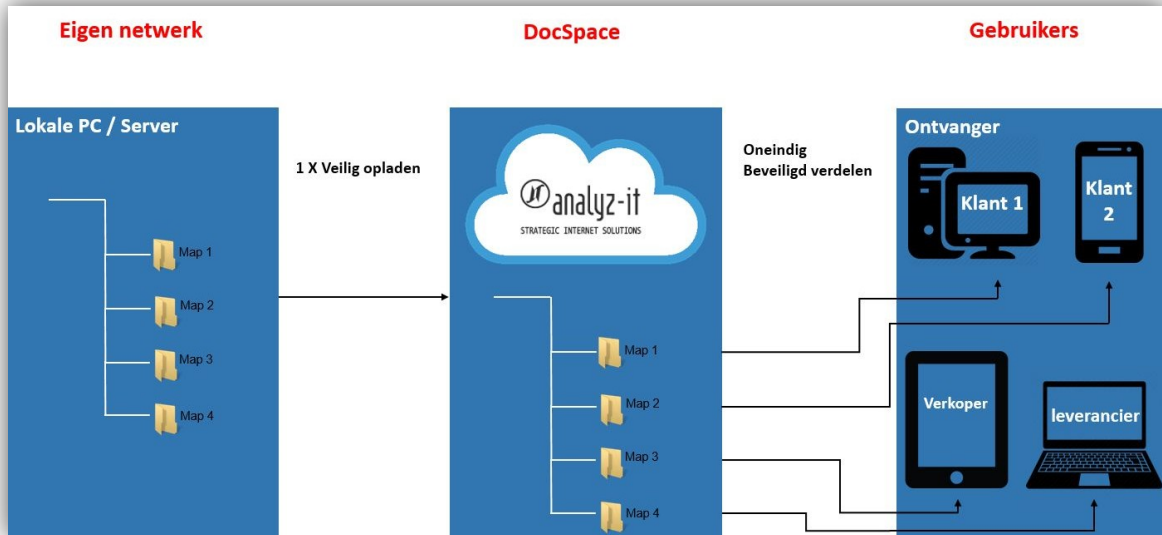 Eigen netwerk
DocSpace
Gebruikers
Lokale PC / Server
Map 1
Map 2
Map 3
Map 4
1 X Veilig opladen
analyz-it
STRATEGIC INTERNET SOLUTIONS
Map 1
Map 2
Map 3
Map 4
Oneindig
Beveiligd verdelen
Ontvanger
Klant 1
Klant
2
Verkoper
leverancier